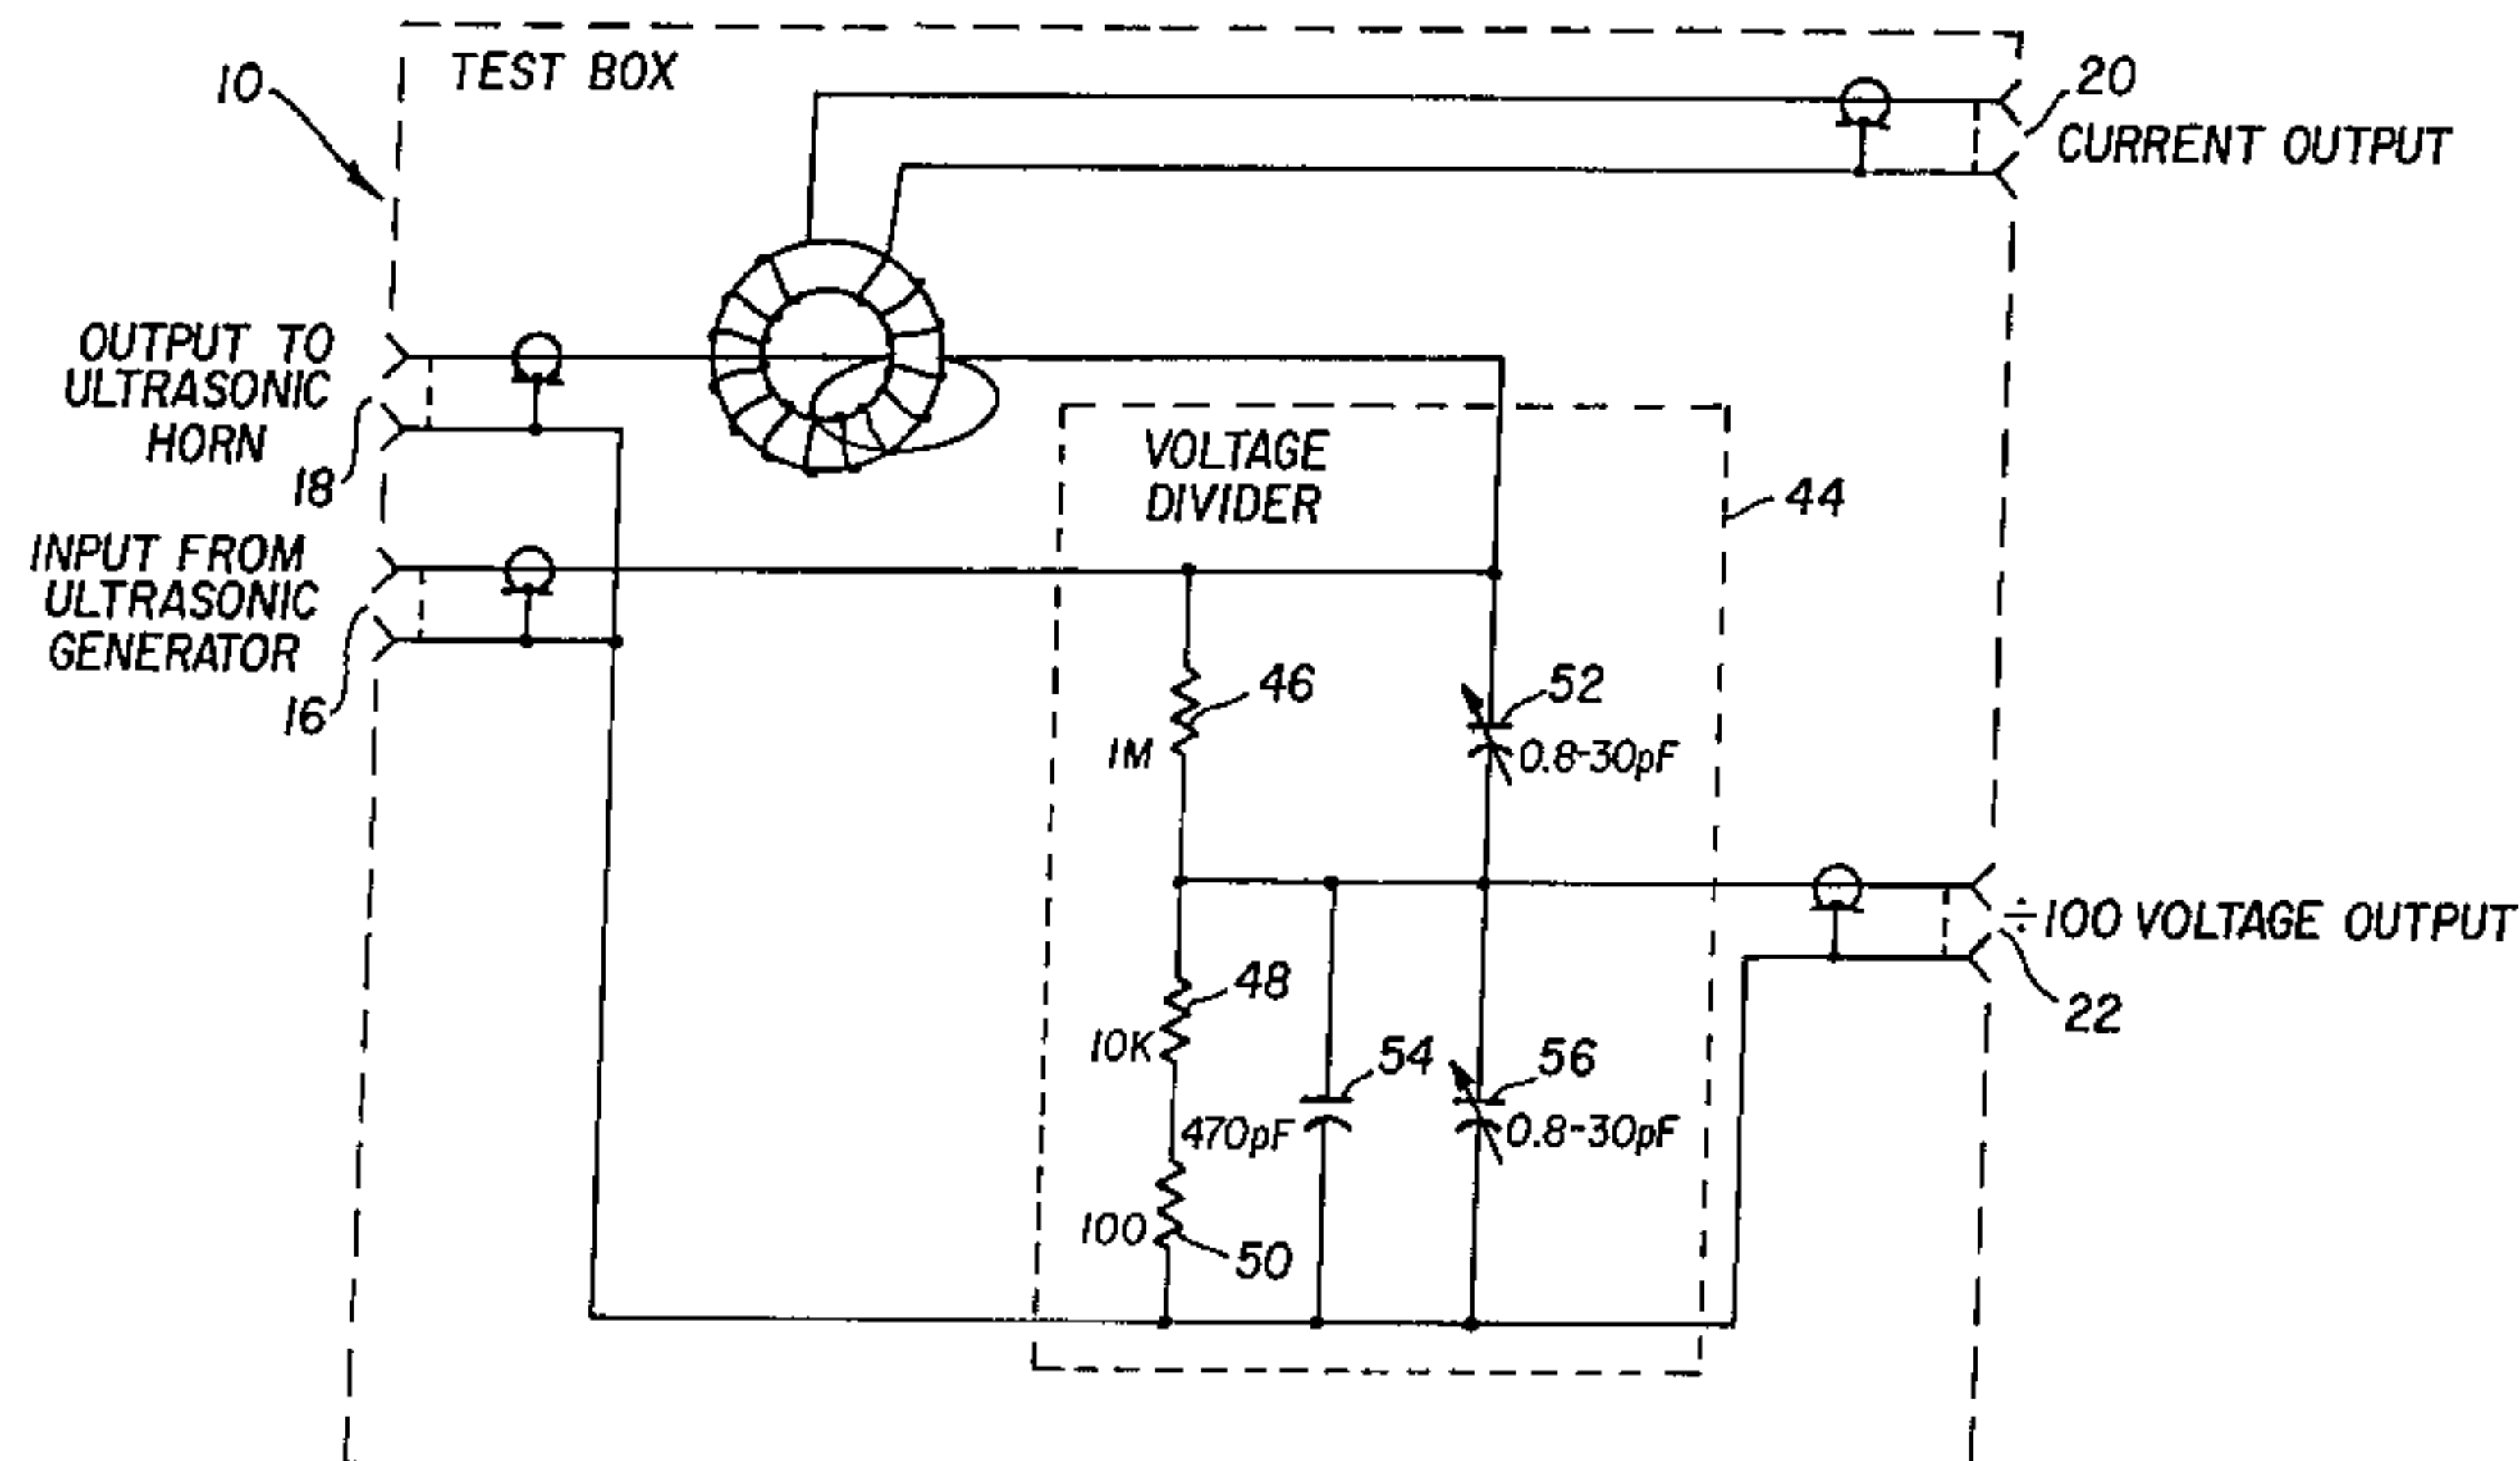 TEST BOX
10
20
CURRENT OUTPUT
OUTPUT TO
ULTRASONIC
HORN
18
VOLTAGE
DIVIDER
44
INPUT FROM
ULTRASONIC
GENERATOR
16
46
1M
52
0.8-30pF
÷100 VOLTAGE OUTPUT
22
48
10K
54
470pF
56
0.8-30pF
100
50